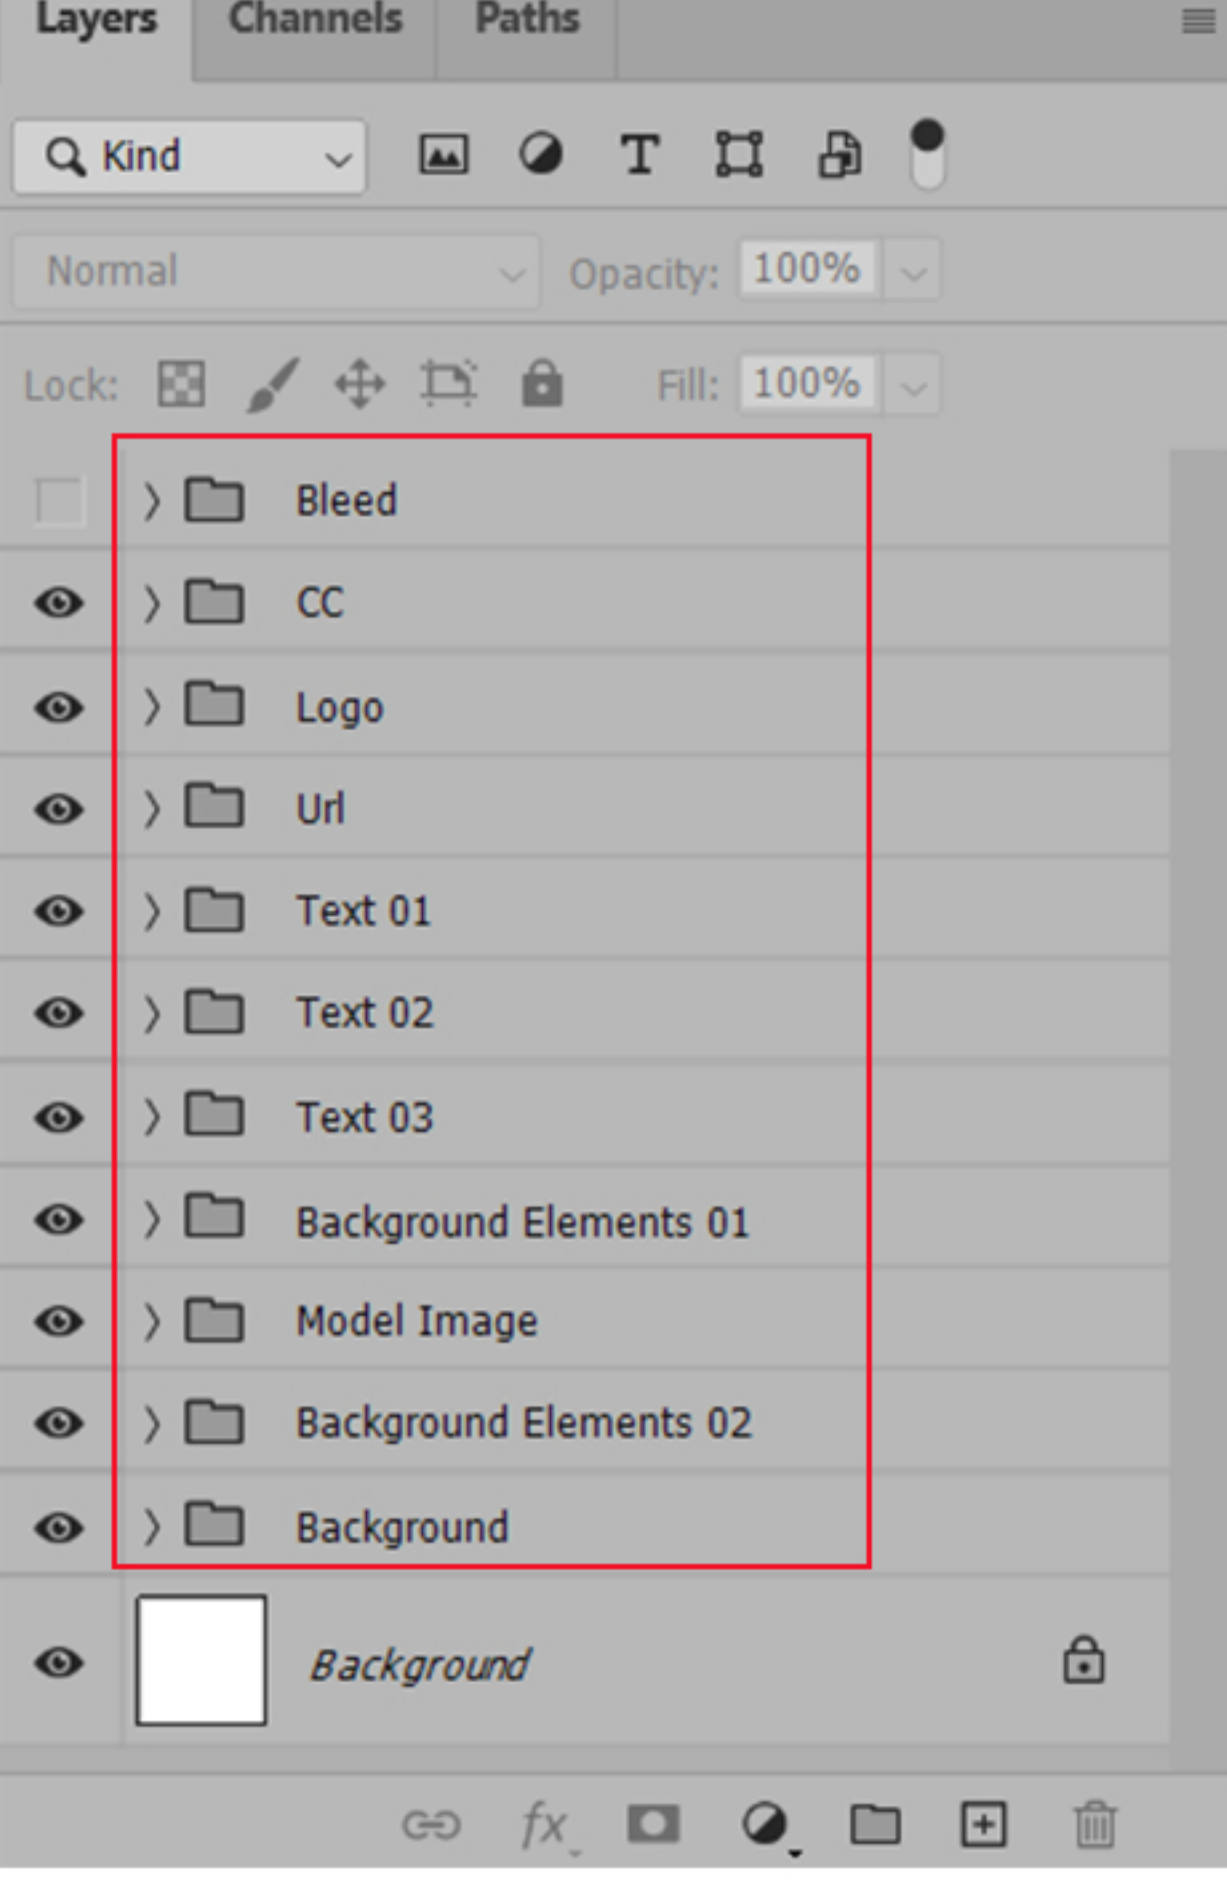 Layers Channels Paths
Kind
Normal Opacity: 100%
Lock: Fill: 100%
Bleed
CC
Logo
Url
Text 01
Text 02
Text 03
Background Elements 01
Model Image
Background Elements 02
Background
Background
fx